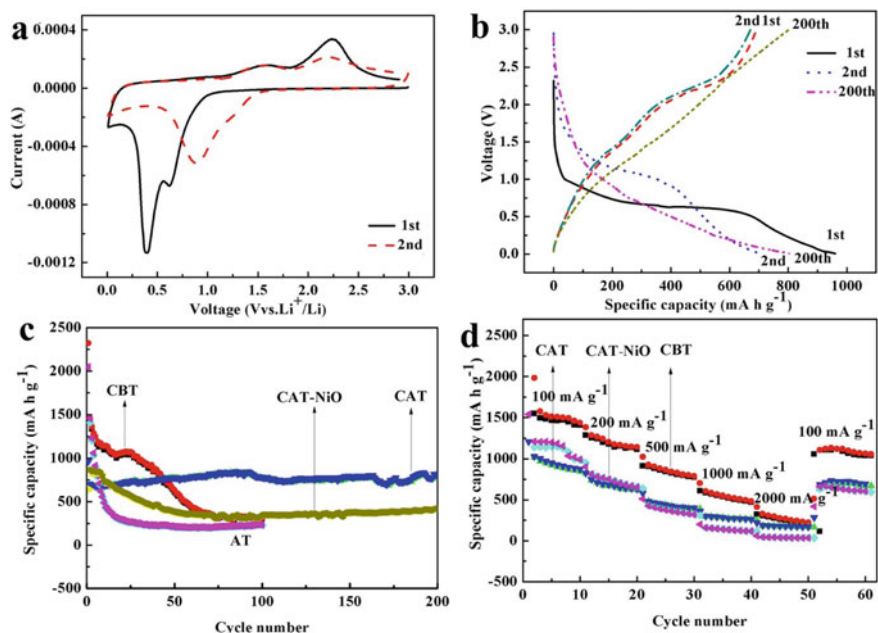 a
0.0004
0.0000
-0.0004
-0.0008
-0.0012
Current (A)
1st
2nd
0.0 0.5 1.0 1.5 2.0 2.5 3.0
Voltage (Vvs.Li+/Li)
b
3.0
2.5
2.0
1.5
1.0
0.5
0.0
Voltage (V)
2nd 1st 200th
1st
2nd
200th
1st
2nd 200th
0 200 400 600 800 1000
Specific capacity (mA h g-1)
c
2500
2000
1500
1000
500
0
-500
Specific capacity (mAh g-1)
CBT
CAT-NiO
CAT
AT
0 50 100 150 200
Cycle number
d
2500
2000
1500
1000
500
0
-500
Specific capacity (mAh g-1)
CAT
CAT-NiO
CBT
100 mA g-1
200 mA g-1
500 mA g-1
1000 mA g-1
2000 mA g-1
100 mA g-1
0 10 20 30 40 50 60
Cycle number